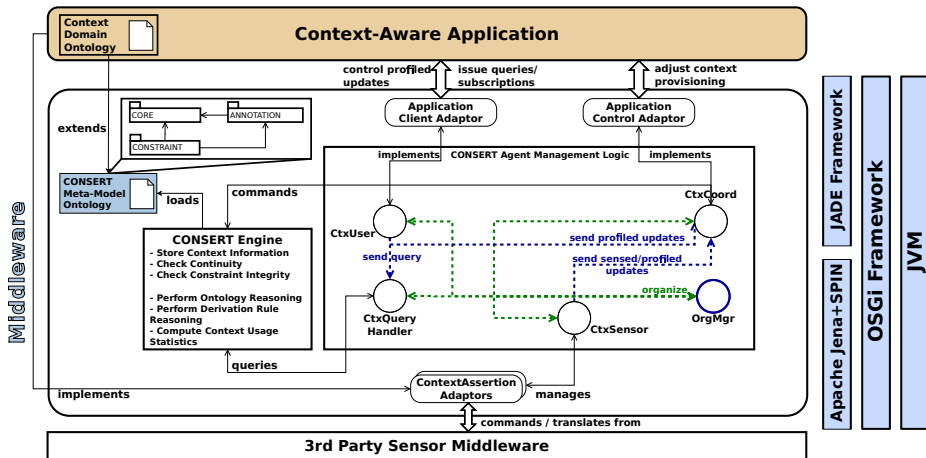 Context
Domain
Ontology
Context-Aware Application
control profiled
updates
issue queries/
subscriptions
adjust context
provisioning
Application
Client Adaptor
Application
Control Adaptor
CORE
ANNOTATION
CONSTRAINT
extends
implements
CONSERT Agent Management Logic
implements
CONSERT
Meta-Model
Ontology
loads
commands
CtxCoord
CtxUser
send profiled updates
send query
send sensed/profiled
updates
organize
CONSERT Engine
- Store Context Information
- Check Continuity
- Check Constraint Integrity
- Perform Ontology Reasoning
- Perform Derivation Rule
Reasoning
- Compute Context Usage
Statistics
CtxQuery
Handler
CtxSensor
OrgMgr
queries
implements
ContextAssertion
Adaptors
manages
commands / translates from
3rd Party Sensor Middleware
Middleware
JADE Framework
Apache Jena+SPIN
OSGi Framework
JVM